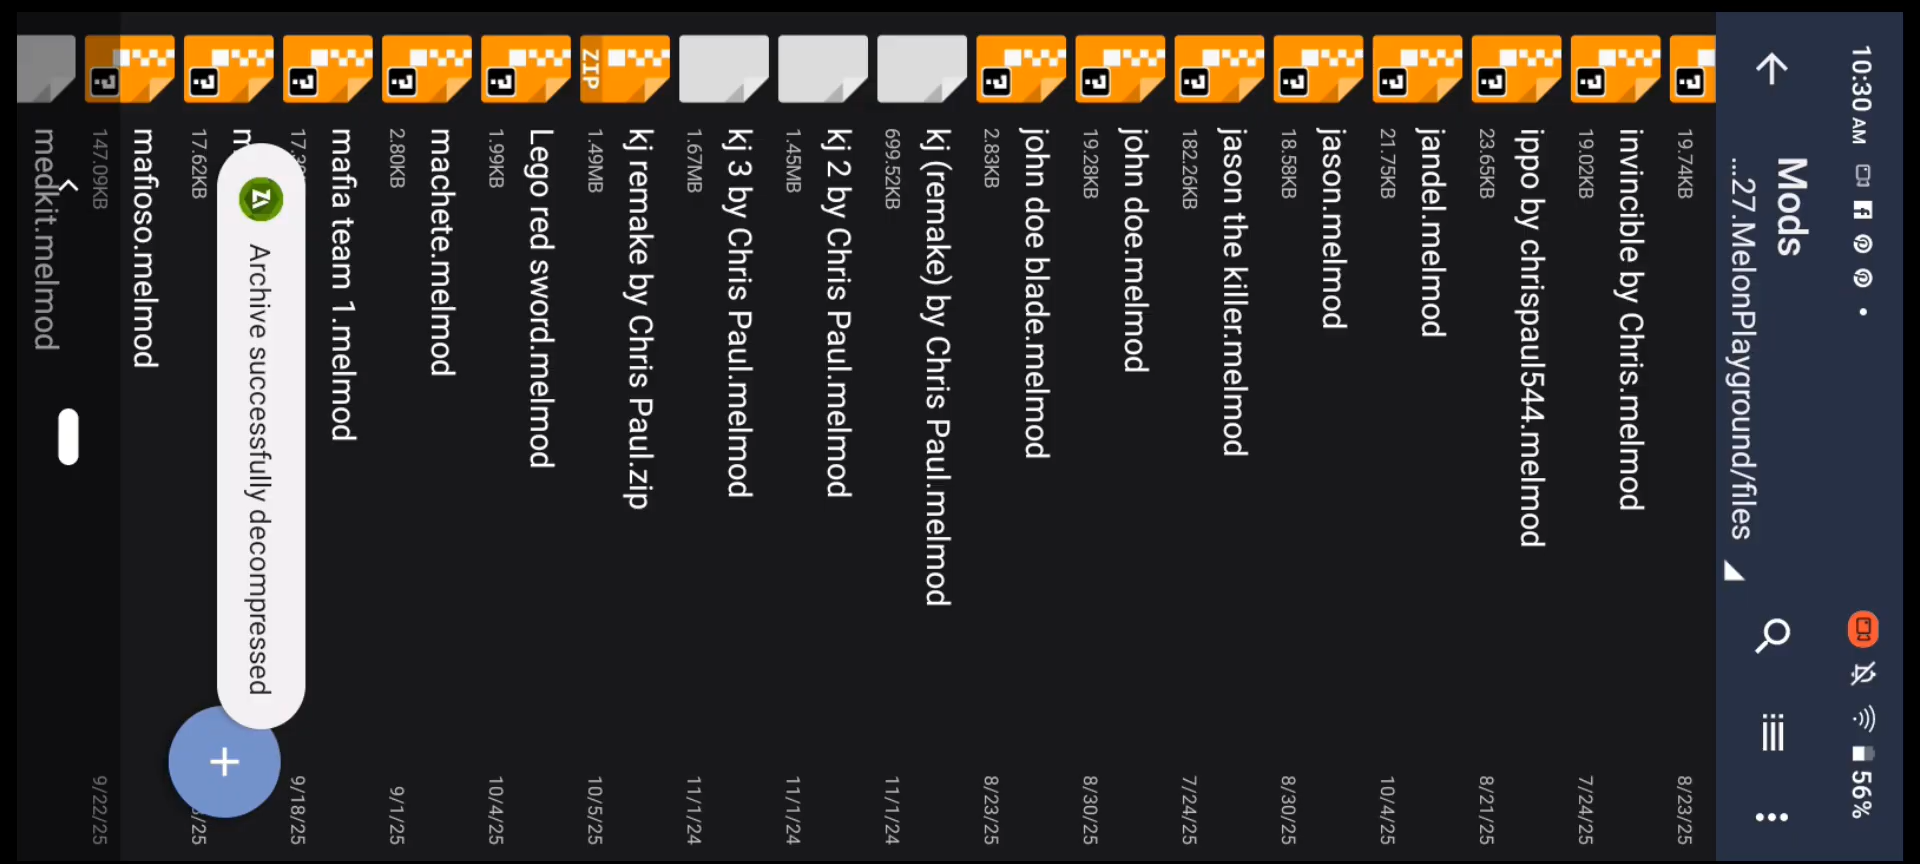 10:30 AM
56%
Mods
...27.MelonPlayground/files
19.74KB
8/23/25
invincible by Chris.melmod
19.02KB
7/24/25
ippo by chrispaul544.melmod
23.65KB
8/21/25
jandel.melmod
21.75KB
10/4/25
jason.melmod
18.58KB
8/30/25
jason the killer.melmod
182.26KB
7/24/25
john doe.melmod
19.28KB
8/30/25
john doe blade.melmod
2.83KB
8/23/25
kj (remake) by Chris Paul.melmod
699.52KB
11/1/24
kj 2 by Chris Paul.melmod
1.45MB
11/1/24
kj 3 by Chris Paul.melmod
1.67MB
11/1/24
ZIP
kj remake by Chris Paul.zip
1.49MB
10/5/25
Lego red sword.melmod
1.99KB
10/4/25
machete.melmod
2.80KB
9/1/25
mafia team 1.melmod
9/18/25
Archive successfully decompressed
17.62KB
mafioso.melmod
147.09KB
9/22/25
medkit.melmod